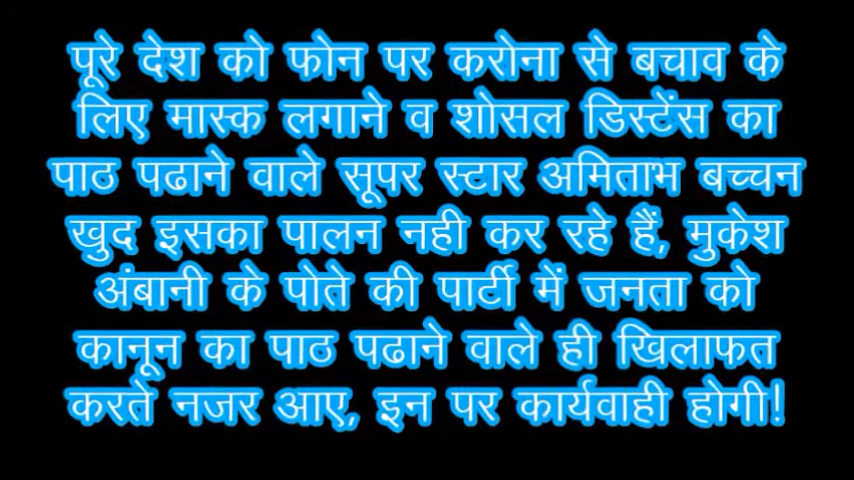 पूरे देश को फोन पर करोना से बचाव के
लिए मास्क लगाने व शोसल डिस्टेंस का
पाठ पढाने वाले सूपर स्टार अमिताभ बच्चन
खुद इसका पालन नही कर रहे हैं, मुकेश
अंबानी के पोते की पार्टी में जनता को
कानून का पाठ पढाने वाले ही खिलाफत
करते नजर आए, इन पर कार्यवाही होगी!